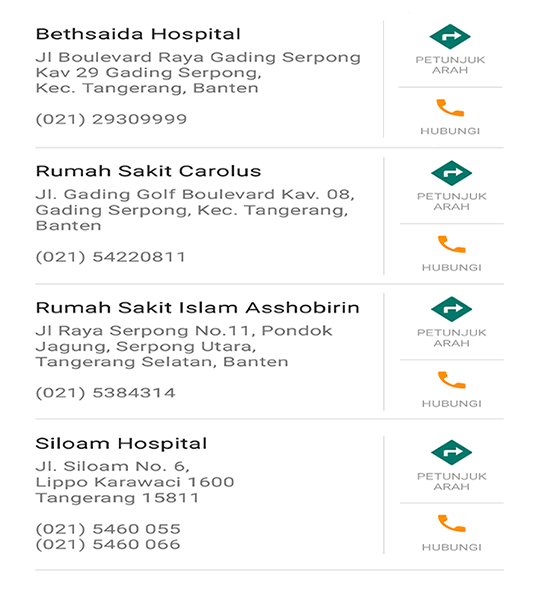 Bethsaida Hospital
Jl Boulevard Raya Gading Serpong
Kav 29 Gading Serpong,
Kec. Tangerang, Banten
(021) 29309999
PETUNJUK
ARAH
HUBUNGI
Rumah Sakit Carolus
Jl. Gading Golf Boulevard Kav. 08,
Gading Serpong, Kec. Tangerang,
Banten
(021) 54220811
PETUNJUK
ARAH
HUBUNGI
Rumah Sakit Islam Asshobirin
Jl Raya Serpong No.11, Pondok
Jagung, Serpong Utara,
Tangerang Selatan, Banten
(021) 5384314
PETUNJUK
ARAH
HUBUNGI
Siloam Hospital
Jl. Siloam No. 6,
Lippo Karawaci 1600
Tangerang 15811
(021) 5460 055
(021) 5460 066
PETUNJUK
ARAH
HUBUNGI